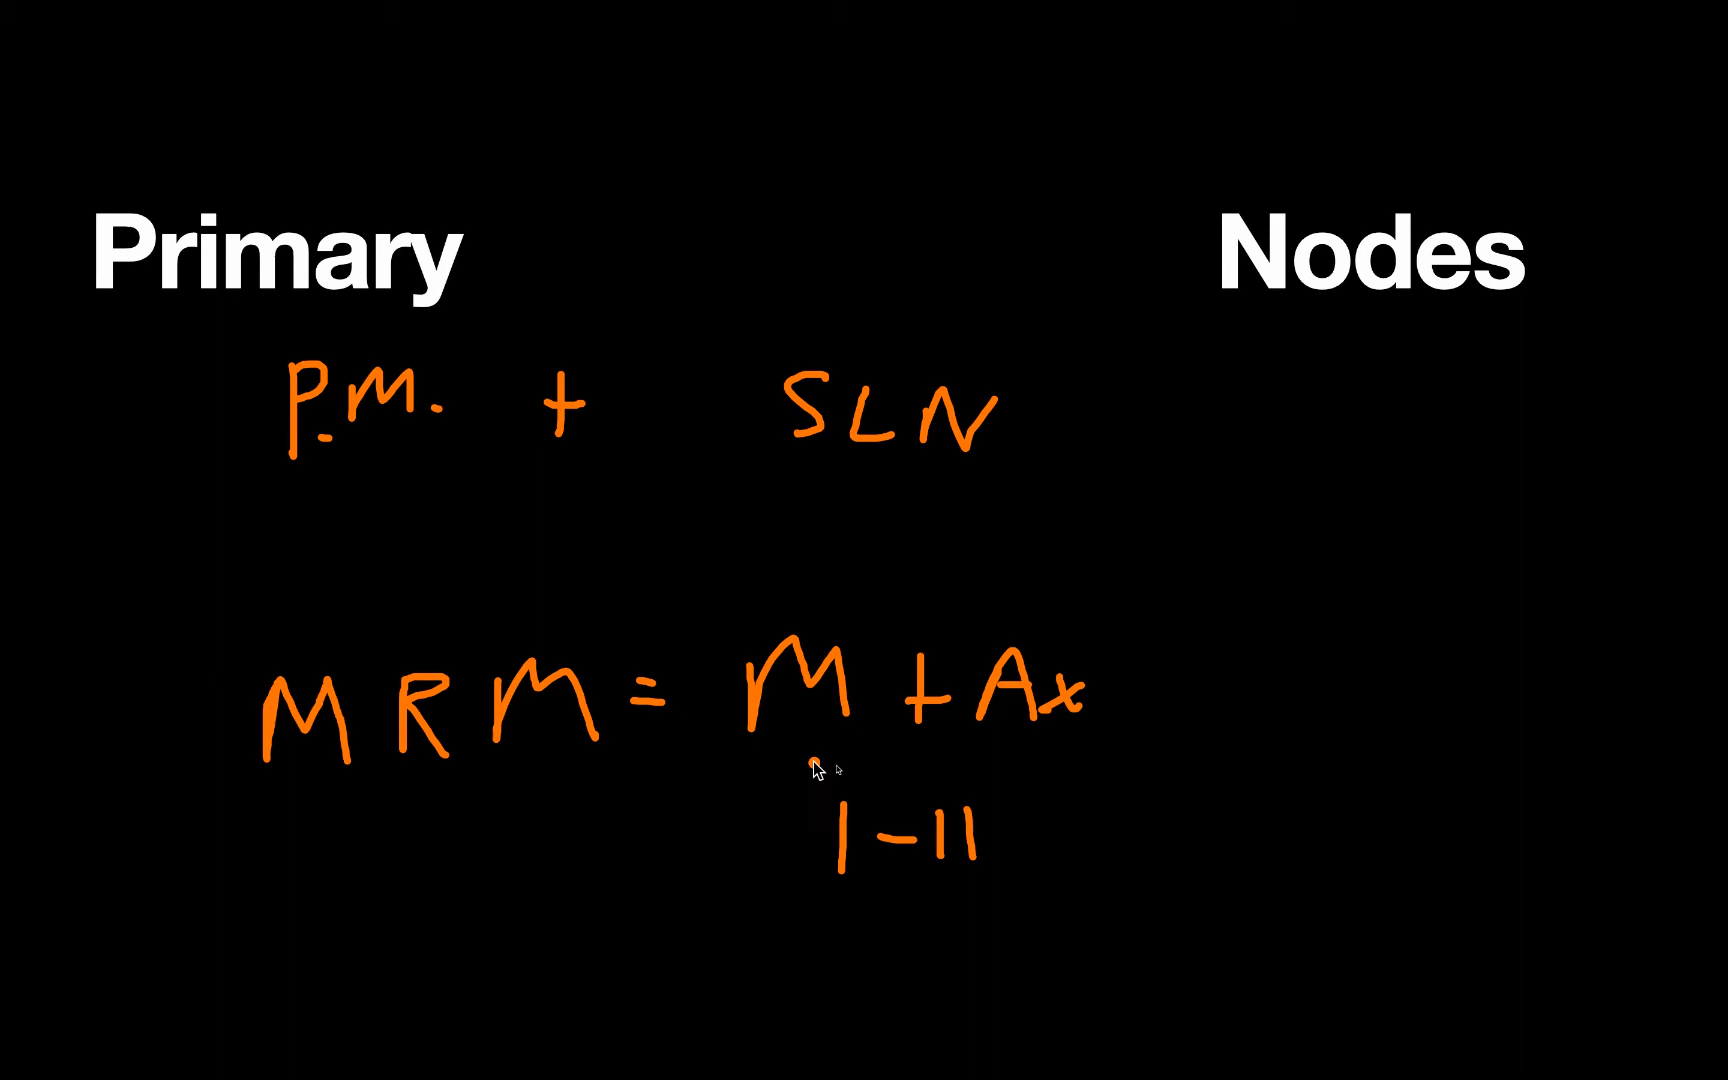 Primary Nodes
P.M. + SLN
MRM = M + Ax
1-11